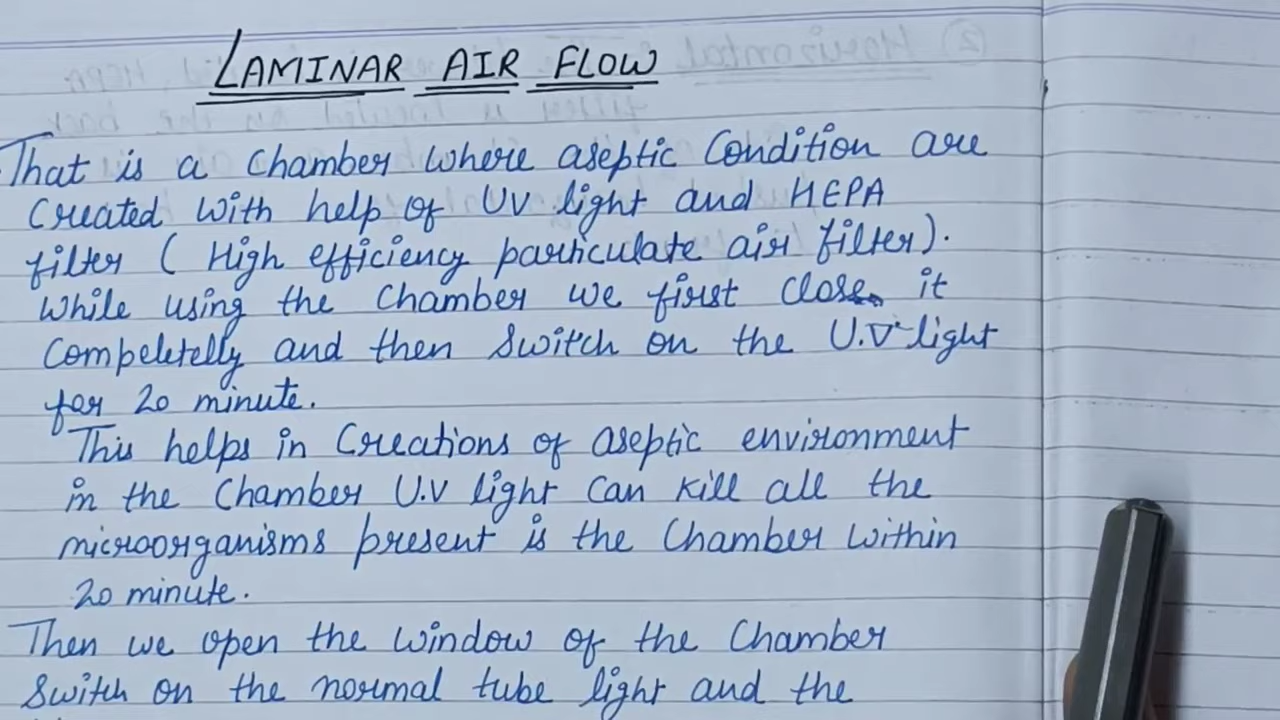 LAMINAR AIR FLOW
That is a chamber where aseptic condition are
created with help of UV light and HEPA
filter ( High efficiency particulate air filter).
While using the chamber we first close it
compeletelly and then switch on the U.V light
for 20 minute.
This helps in creations of aseptic environment
in the chamber U.V light can kill all the
microorganisms present is the chamber within
20 minute.
Then we open the window of the chamber
switch on the normal tube light and the